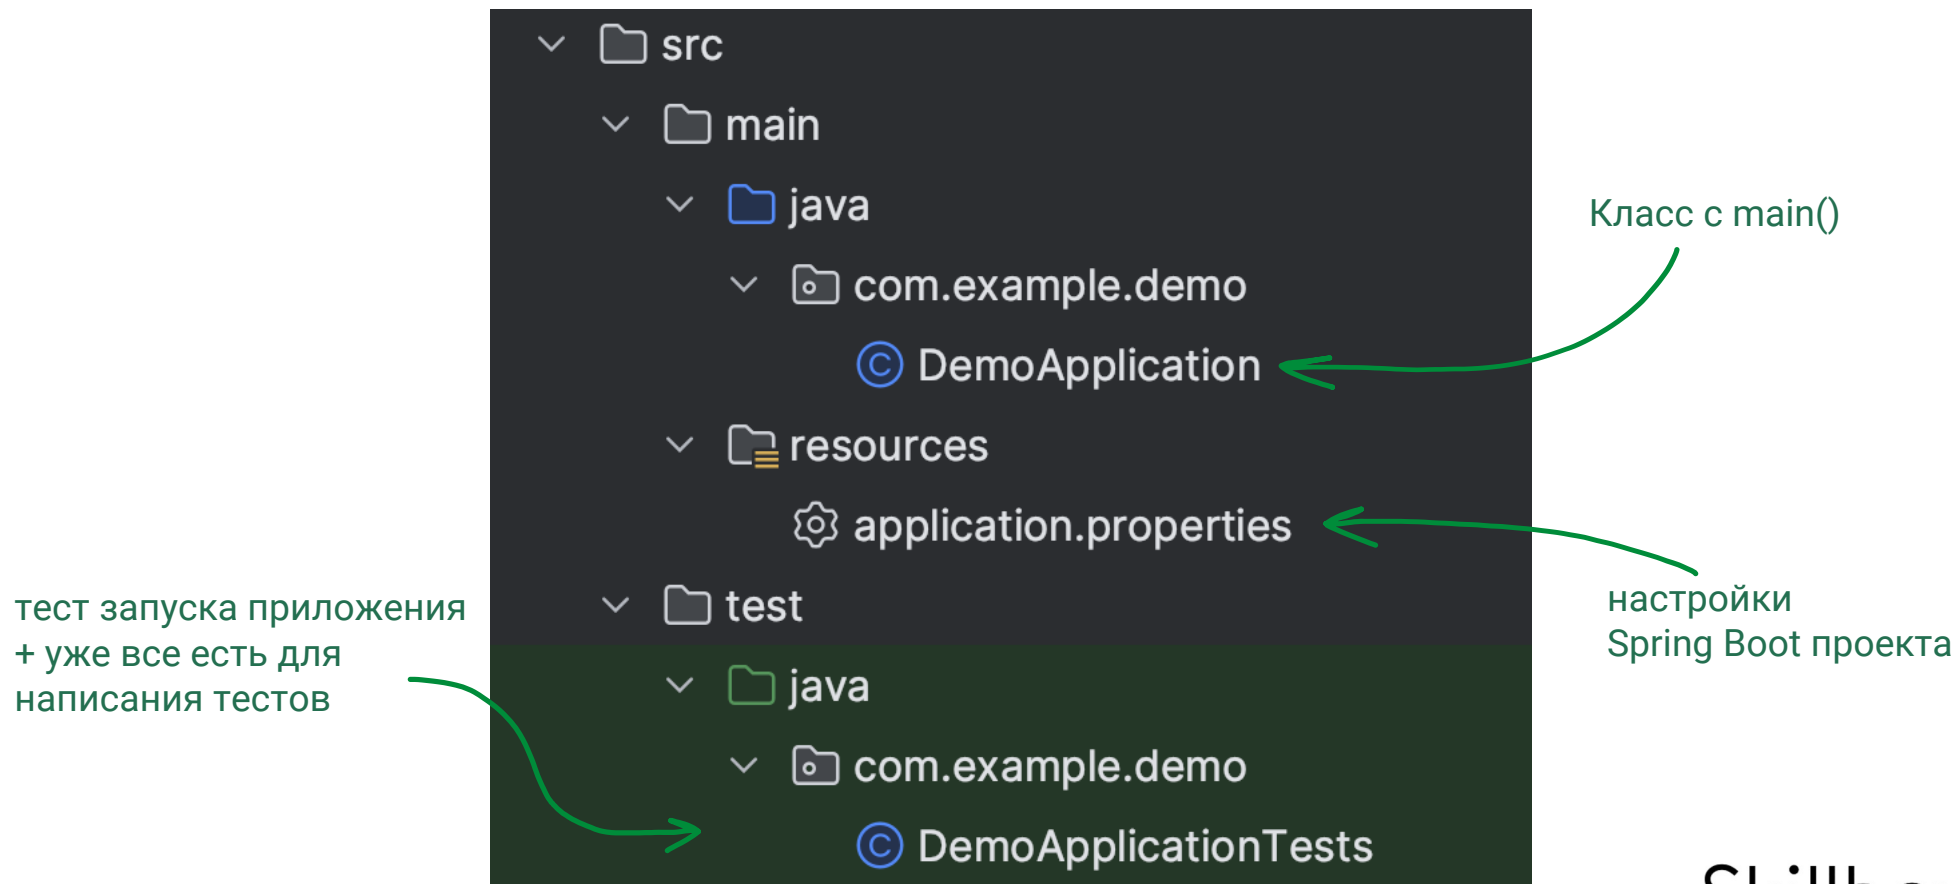 src
main
java
com.example.demo
DemoApplication
resources
application.properties
test
java
com.example.demo
DemoApplicationTests
Класс с main()
настройки
Spring Boot проекта
тест запуска приложения
+ уже все есть для
написания тестов